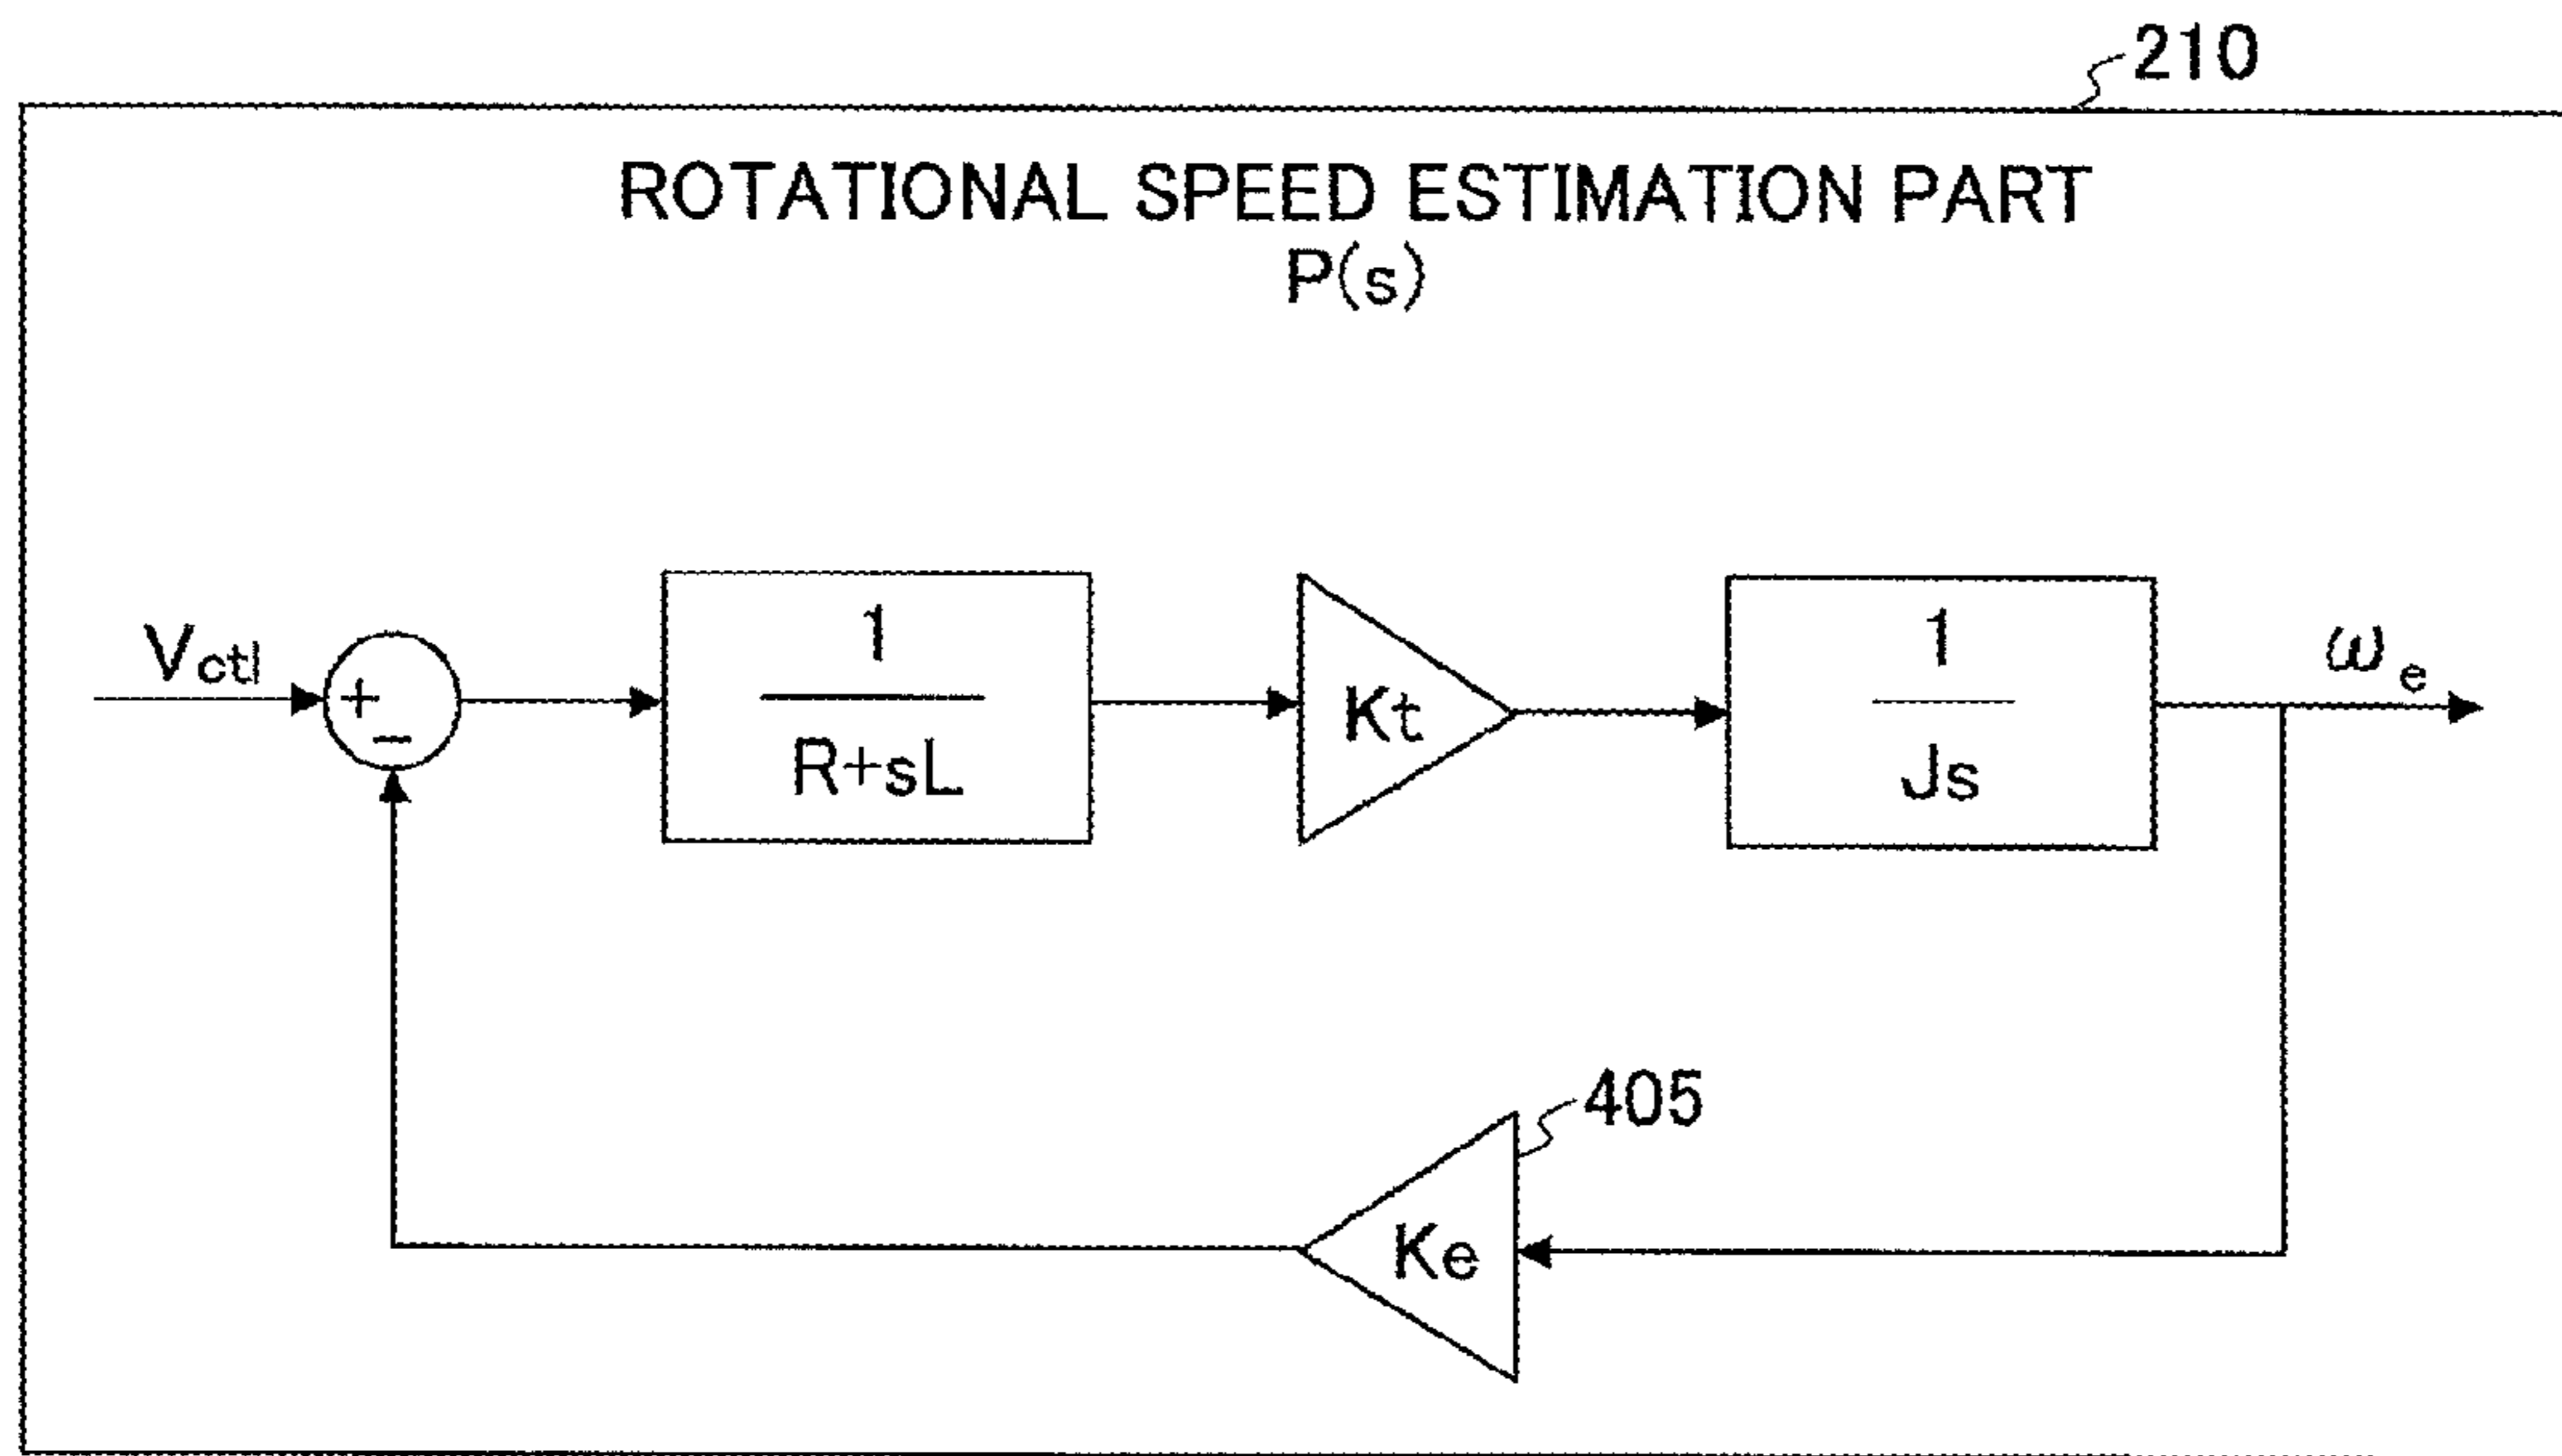 210
ROTATIONAL SPEED ESTIMATION PART
P(s)
Vctl
+
−
1
R+sL
Kt
1
Js
ωe
405
Ke